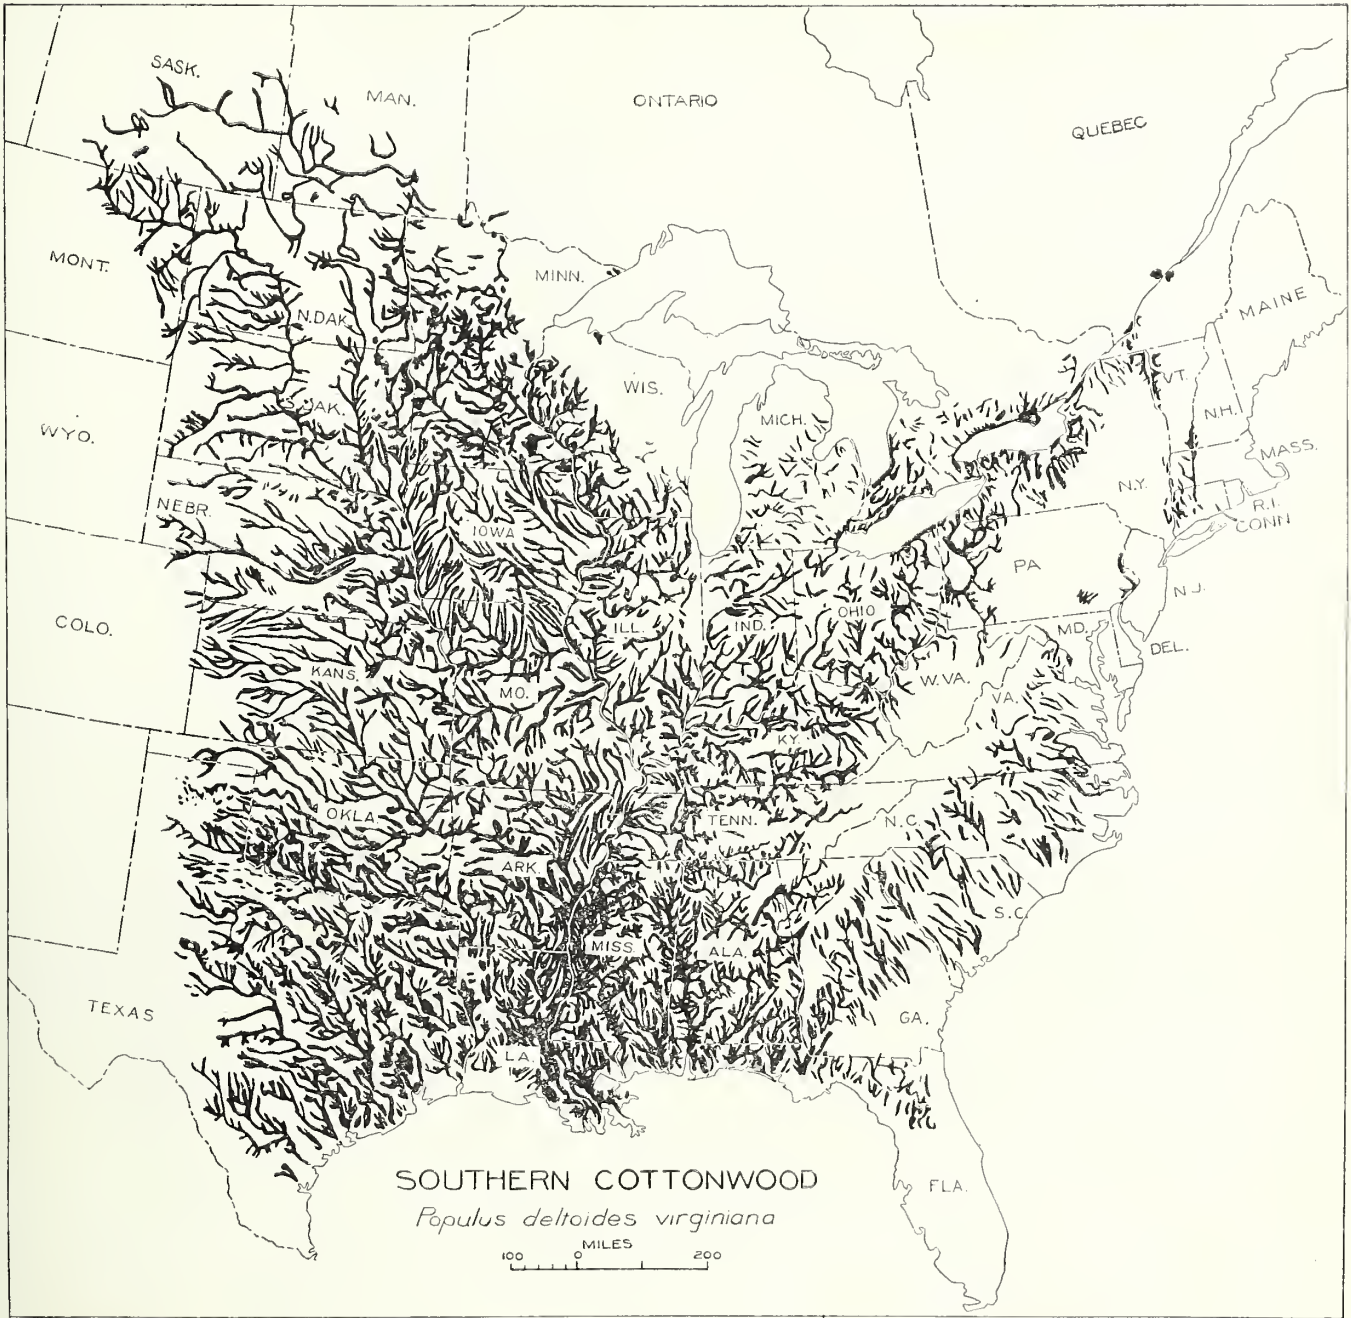 SASK.
MAN.
ONTARIO
QUEBEC
MONT.
MINN.
MAINE
N.DAK.
WIS.
MICH.
VT.
N.H.
WYO.
S.DAK.
MASS.
N.Y.
R.I.
CONN
NEBR.
IOWA
PA
N.J.
COLO.
ILL.
IND.
OHIO
MD.
DEL.
KANS.
MO.
W.VA.
VA.
KY.
OKLA.
TENN.
N.C.
ARK.
S.C.
MISS.
ALA.
TEXAS
GA.
LA.
SOUTHERN COTTONWOOD
FLA.
Populus deltoides virginiana
MILES
100 0 200